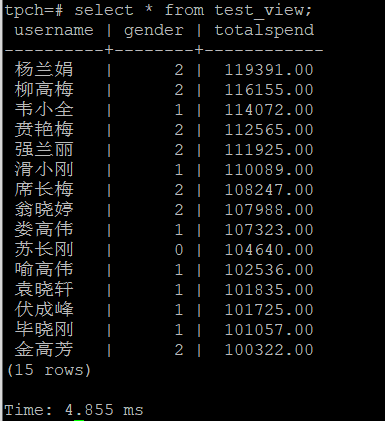 tpch=# select * from test_view;
 username | gender | totalspend
----------+--------+------------
 杨兰娟   |      2 |  119391.00
 柳高梅   |      2 |  116155.00
 韦小全   |      1 |  114072.00
 贲艳梅   |      2 |  112565.00
 强兰丽   |      2 |  111925.00
 滑小刚   |      1 |  110089.00
 席长梅   |      2 |  108247.00
 翁晓婷   |      2 |  107988.00
 娄高伟   |      1 |  107323.00
 苏长刚   |      0 |  104640.00
 喻高伟   |      1 |  102536.00
 袁晓轩   |      1 |  101835.00
 伏成峰   |      1 |  101725.00
 毕晓刚   |      1 |  101057.00
 金高芳   |      2 |  100322.00
(15 rows)
Time: 4.855 ms